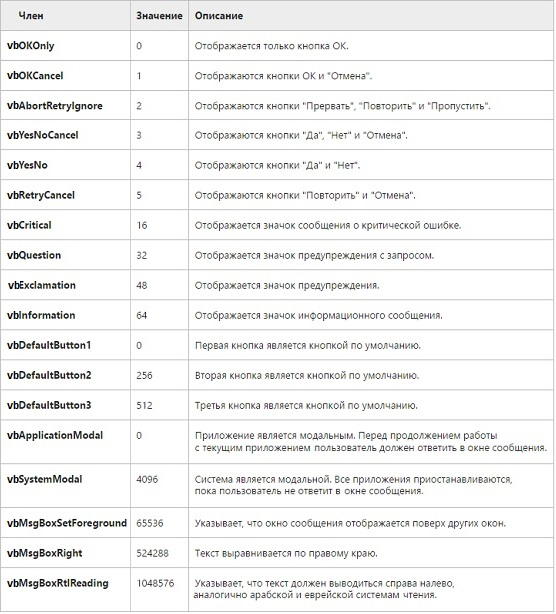 Член Значение Описание
vbOKOnly 0 Отображается только кнопка ОК.
vbOKCancel 1 Отображаются кнопки ОК и "Отмена".
vbAbortRetryIgnore 2 Отображаются кнопки "Прервать", "Повторить" и "Пропустить".
vbYesNoCancel 3 Отображаются кнопки "Да", "Нет" и "Отмена".
vbYesNo 4 Отображаются кнопки "Да" и "Нет".
vbRetryCancel 5 Отображаются кнопки "Повторить" и "Отмена".
vbCritical 16 Отображается значок сообщения о критической ошибке.
vbQuestion 32 Отображается значок предупреждения с запросом.
vbExclamation 48 Отображается значок предупреждения.
vbInformation 64 Отображается значок информационного сообщения.
vbDefaultButton1 0 Первая кнопка является кнопкой по умолчанию.
vbDefaultButton2 256 Вторая кнопка является кнопкой по умолчанию.
vbDefaultButton3 512 Третья кнопка является кнопкой по умолчанию.
vbApplicationModal 0 Приложение является модальным. Перед продолжением работы
с текущим приложением пользователь должен ответить в окне сообщения.
vbSystemModal 4096 Система является модальной. Все приложения приостанавливаются,
пока пользователь не ответит в окне сообщения.
vbMsgBoxSetForeground 65536 Указывает, что окно сообщения отображается поверх других окон.
vbMsgBoxRight 524288 Текст выравнивается по правому краю.
vbMsgBoxRtlReading 1048576 Указывает, что текст должен выводиться справа налево,
аналогично арабской и еврейской системам чтения.